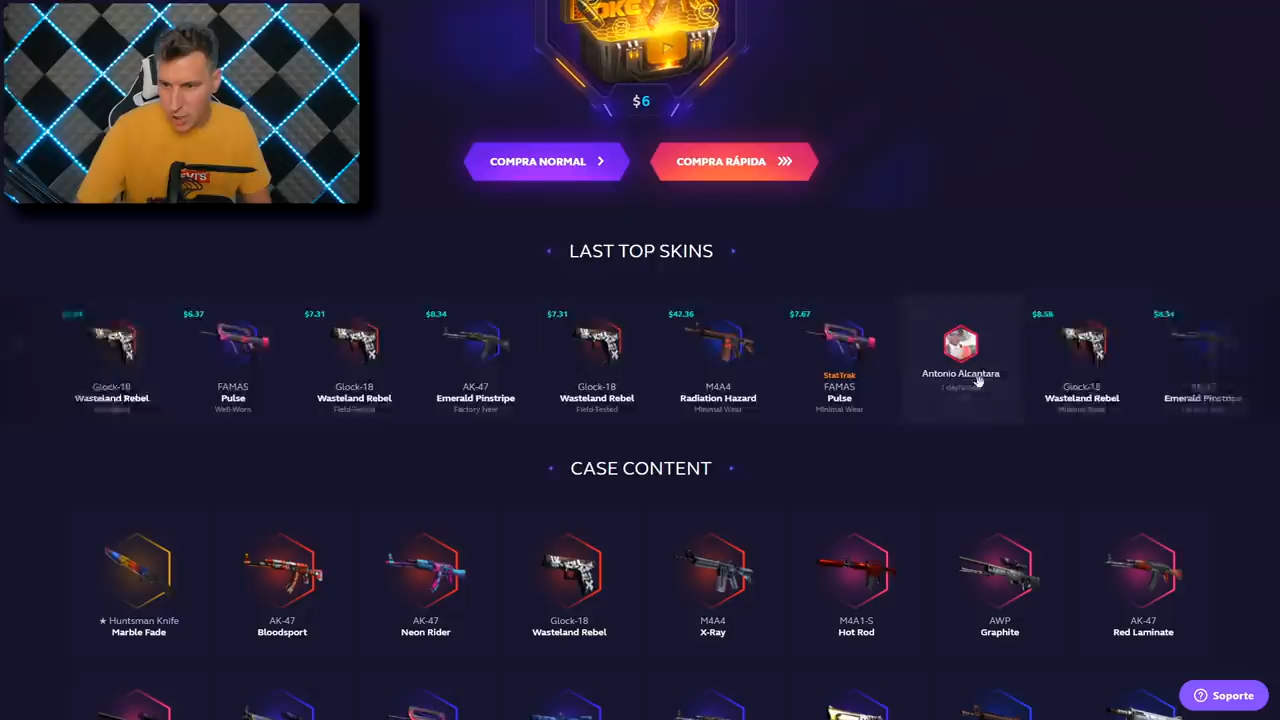 $6
COMPRA NORMAL
COMPRA RÁPIDA
LAST TOP SKINS
$6.37
$7.31
$8.34
$7.31
$42.36
$7.67
$8.58
$8.34
StatTrak
Glock-18
FAMAS
Glock-18
AK-47
Glock-18
M4A4
FAMAS
Antonio Alcantara
Glock-18
Wasteland Rebel
Pulse
Wasteland Rebel
Emerald Pinstripe
Wasteland Rebel
Radiation Hazard
Pulse
Wasteland Rebel
Emerald Pinstripe
Well-Worn
Field-Tested
Factory New
Field-Tested
Minimal Wear
Minimal Wear
CASE CONTENT
★ Huntsman Knife
AK-47
AK-47
Glock-18
M4A4
M4A1-S
AWP
AK-47
Marble Fade
Bloodsport
Neon Rider
Wasteland Rebel
X-Ray
Hot Rod
Graphite
Red Laminate
Soporte